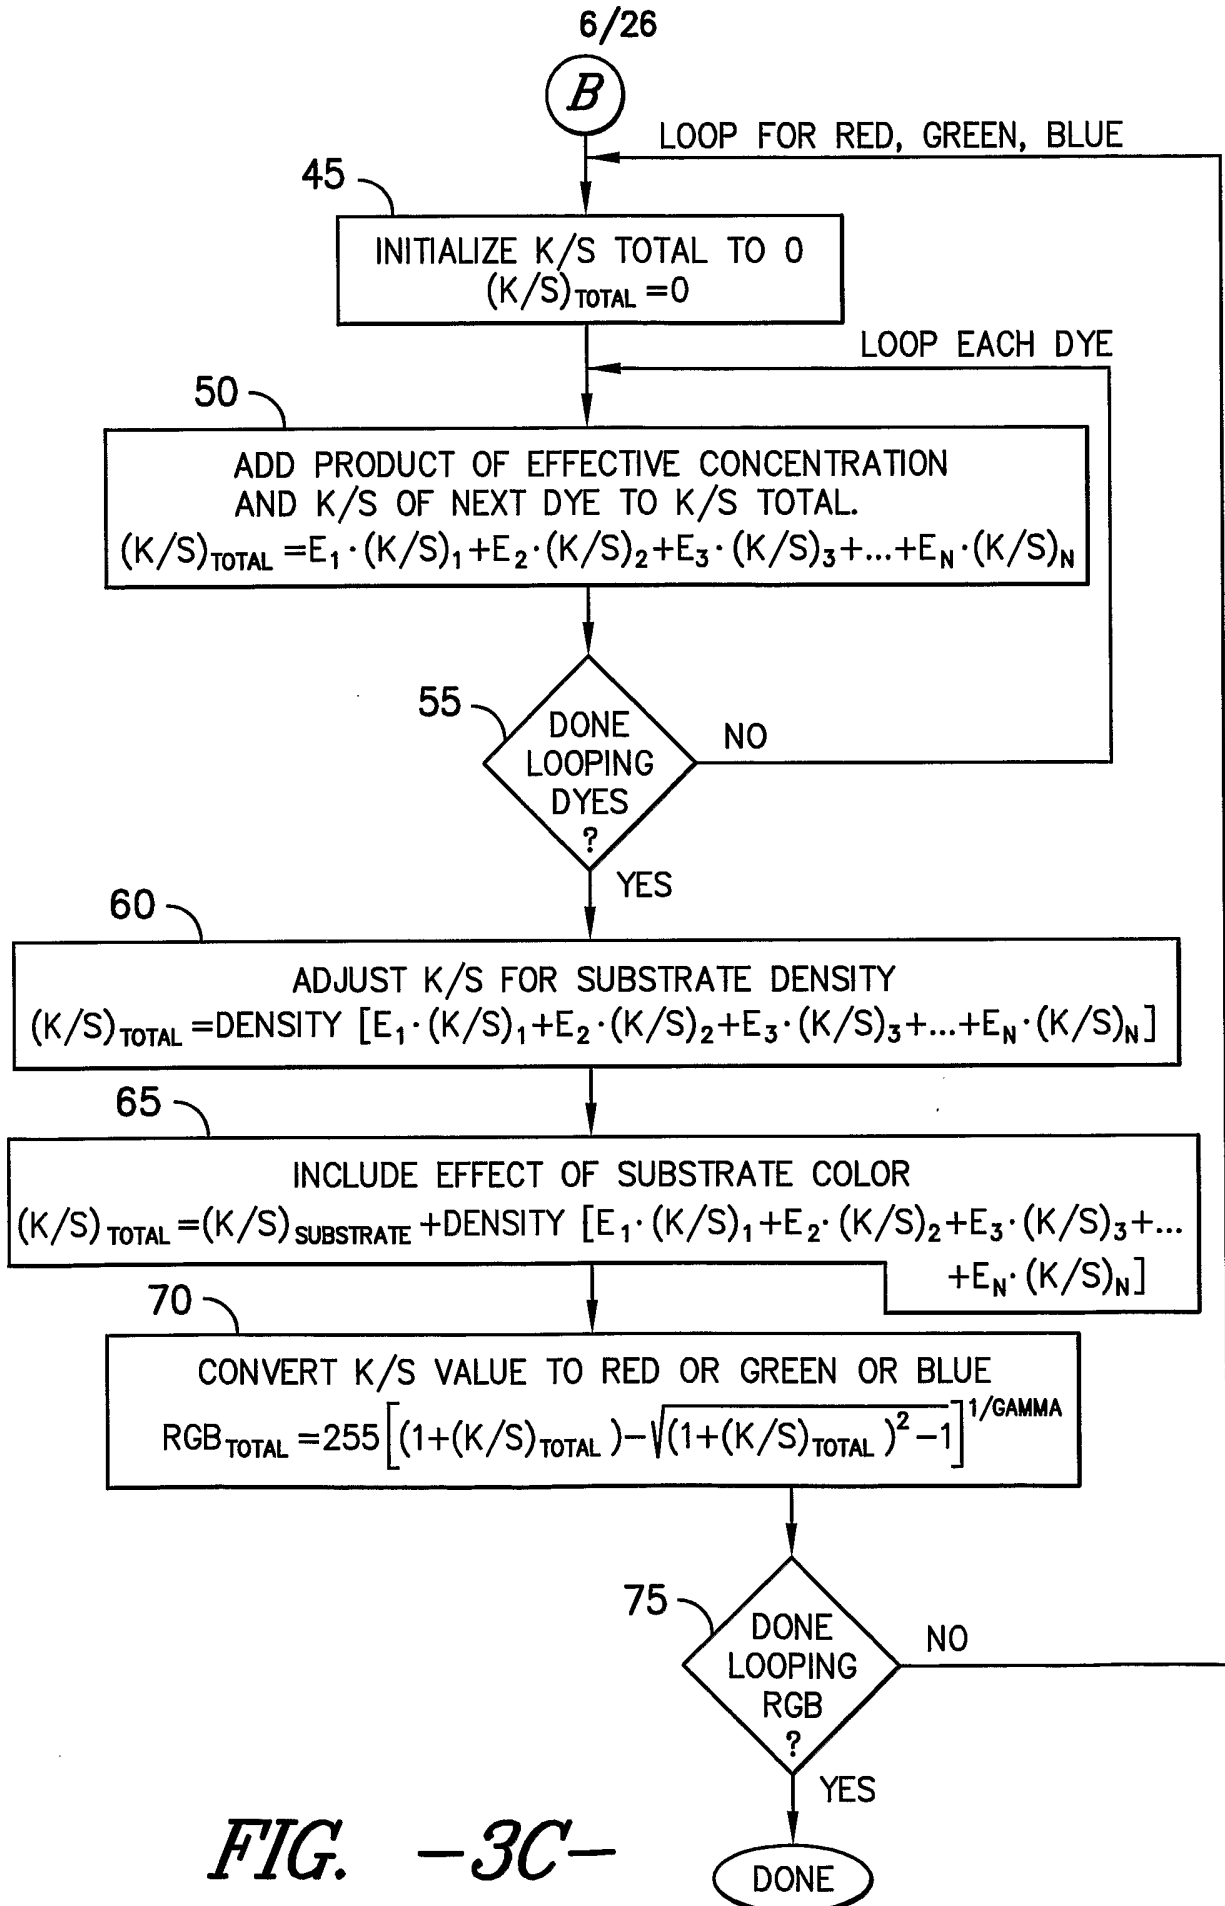 6/26
B
LOOP FOR RED, GREEN, BLUE
45
INITIALIZE K/S TOTAL TO 0
(K/S)TOTAL =0
LOOP EACH DYE
50
ADD PRODUCT OF EFFECTIVE CONCENTRATION
AND K/S OF NEXT DYE TO K/S TOTAL.
(K/S)TOTAL =E1·(K/S)1+E2·(K/S)2+E3·(K/S)3+...+EN·(K/S)N
55
DONE
LOOPING
DYES
?
NO
YES
60
ADJUST K/S FOR SUBSTRATE DENSITY
(K/S)TOTAL =DENSITY [E1·(K/S)1+E2·(K/S)2+E3·(K/S)3+...+EN·(K/S)N]
65
INCLUDE EFFECT OF SUBSTRATE COLOR
(K/S)TOTAL =(K/S)SUBSTRATE +DENSITY [E1·(K/S)1+E2·(K/S)2+E3·(K/S)3+...
+EN·(K/S)N]
70
CONVERT K/S VALUE TO RED OR GREEN OR BLUE
RGBTOTAL =255[(1+(K/S)TOTAL )-√(1+(K/S)TOTAL )²-1]1/GAMMA
75
DONE
LOOPING
RGB
?
NO
YES
DONE
FIG. -3C-